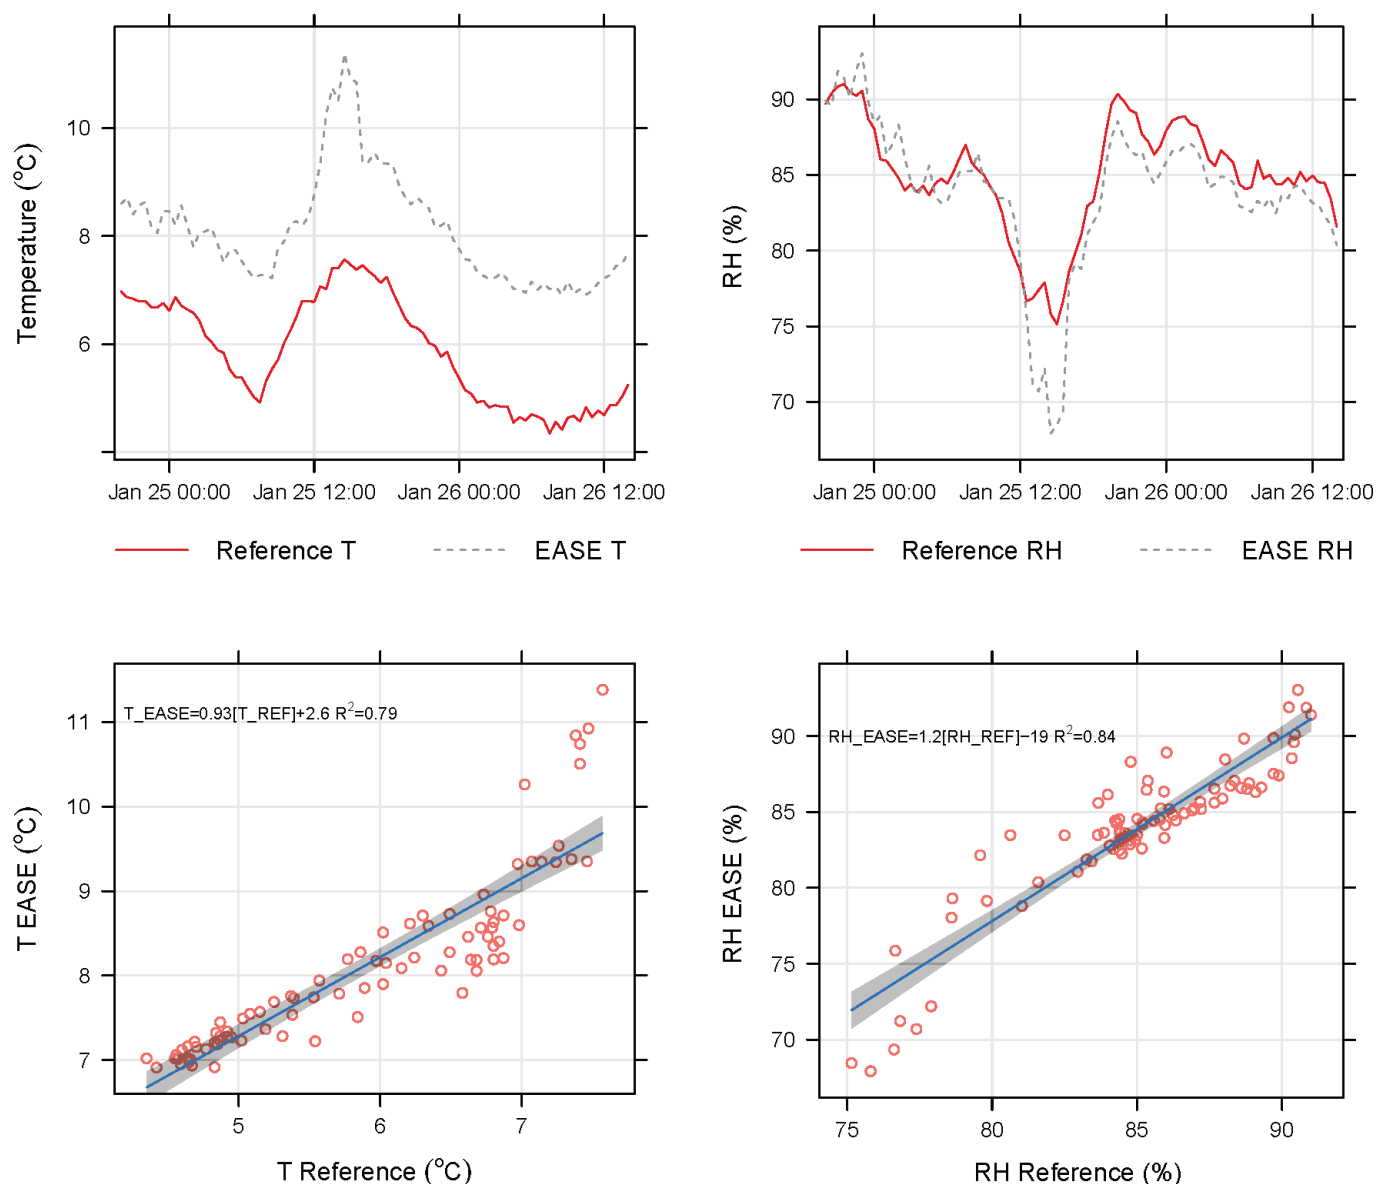 Temperature (°C)
10
8
6
Jan 25 00:00 Jan 25 12:00 Jan 26 00:00 Jan 26 12:00
Reference T EASE T
RH (%)
90
85
80
75
70
Jan 25 00:00 Jan 25 12:00 Jan 26 00:00 Jan 26 12:00
Reference RH EASE RH
T EASE (°C)
T_EASE=0.93[T_REF]+2.6 R²=0.79
11
10
9
8
7
5 6 7
T Reference (°C)
RH EASE (%)
RH_EASE=1.2[RH_REF]−19 R²=0.84
90
85
80
75
70
75 80 85 90
RH Reference (%)